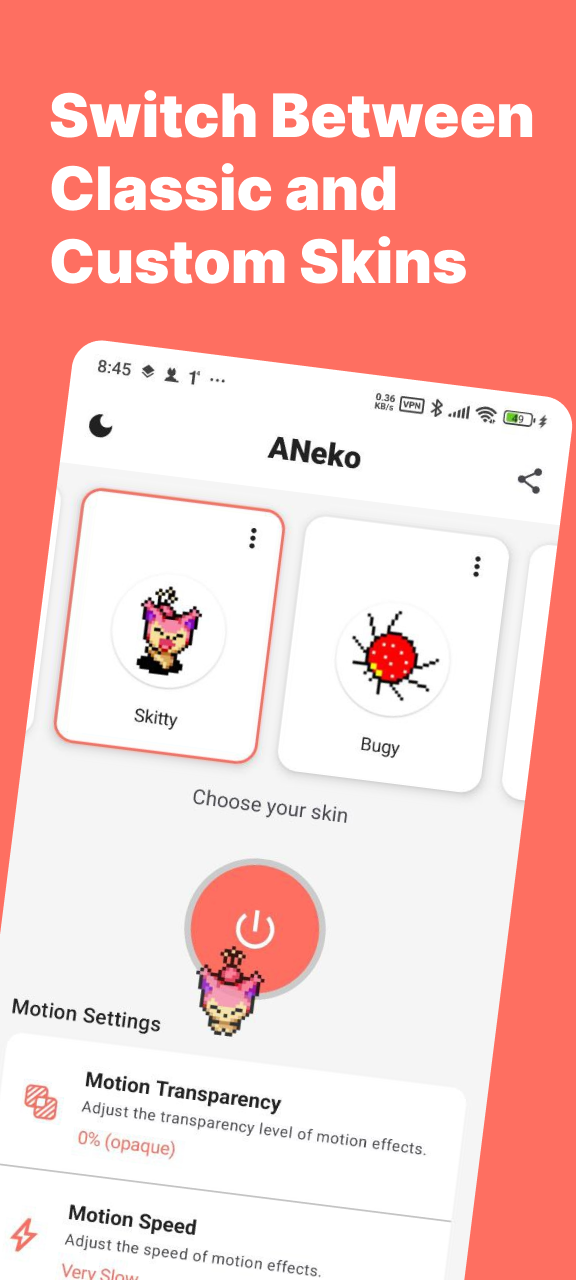 Switch Between
Classic and
Custom Skins
8:45
0.36
KB/s
VPN
49
ANeko
Skitty
Bugy
Choose your skin
Motion Settings
Motion Transparency
Adjust the transparency level of motion effects.
0% (opaque)
Motion Speed
Adjust the speed of motion effects.
Very Slow